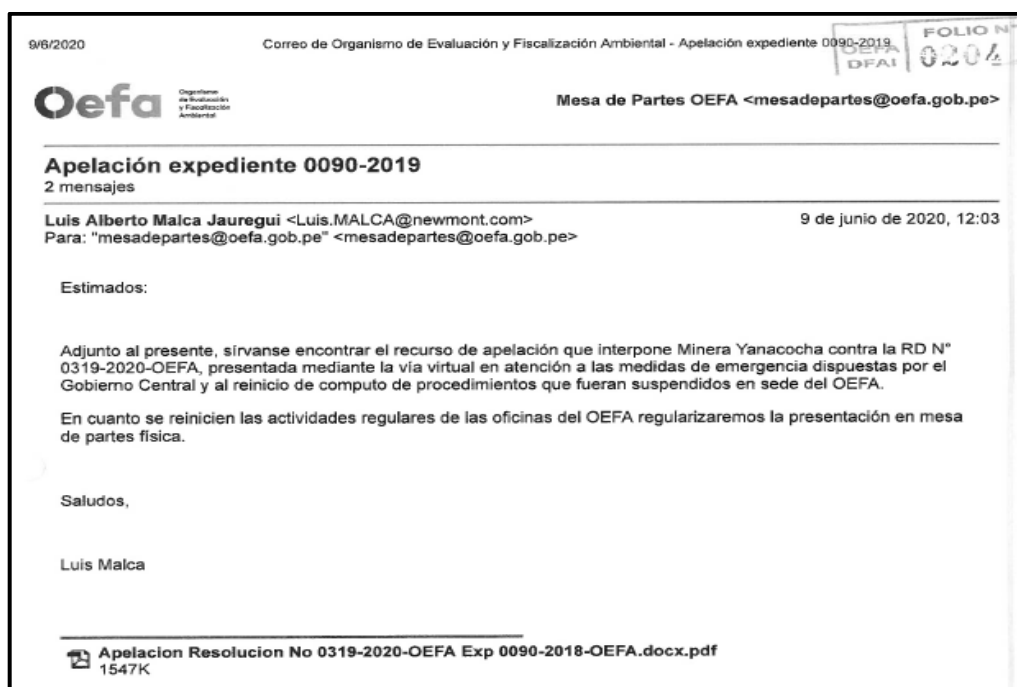 9/6/2020
Correo de Organismo de Evaluación y Fiscalización Ambiental - Apelación expediente 0090-2019
FOLIO N°
OEFA
DFAI
0204
Oefa
Organismo
de Evaluación
y Fiscalización
Ambiental
Mesa de Partes OEFA <mesadepartes@oefa.gob.pe>
Apelación expediente 0090-2019
2 mensajes
Luis Alberto Malca Jauregui <Luis.MALCA@newmont.com>
9 de junio de 2020, 12:03
Para: "mesadepartes@oefa.gob.pe" <mesadepartes@oefa.gob.pe>
Estimados:
Adjunto al presente, sírvanse encontrar el recurso de apelación que interpone Minera Yanacocha contra la RD N°
0319-2020-OEFA, presentada mediante la vía virtual en atención a las medidas de emergencia dispuestas por el
Gobierno Central y al reinicio de computo de procedimientos que fueran suspendidos en sede del OEFA.
En cuanto se reinicien las actividades regulares de las oficinas del OEFA regularizaremos la presentación en mesa
de partes física.
Saludos,
Luis Malca
Apelacion Resolucion No 0319-2020-OEFA Exp 0090-2018-OEFA.docx.pdf
1547K